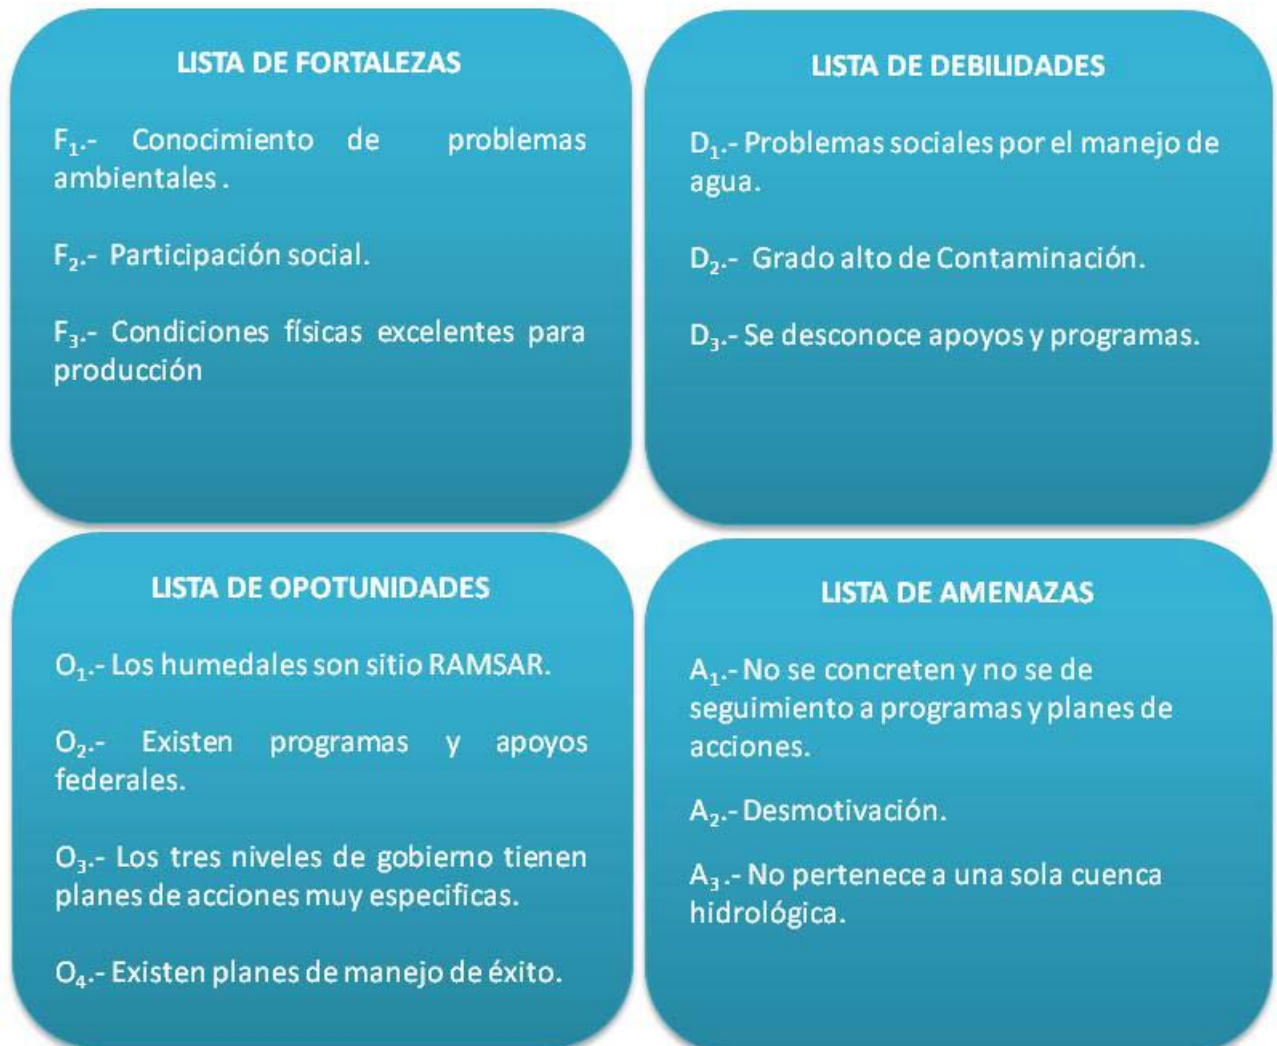 LISTA DE FORTALEZAS
F₁.- Conocimiento de problemas
ambientales .
F₂.- Participación social.
F₃.- Condiciones físicas excelentes para
producción
LISTA DE DEBILIDADES
D₁.- Problemas sociales por el manejo de
agua.
D₂.- Grado alto de Contaminación.
D₃.- Se desconoce apoyos y programas.
LISTA DE OPOTUNIDADES
O₁.- Los humedales son sitio RAMSAR.
O₂.- Existen programas y apoyos
federales.
O₃.- Los tres niveles de gobierno tienen
planes de acciones muy especificas.
O₄.- Existen planes de manejo de éxito.
LISTA DE AMENAZAS
A₁.- No se concreten y no se de
seguimiento a programas y planes de
acciones.
A₂.- Desmotivación.
A₃ .- No pertenece a una sola cuenca
hidrológica.